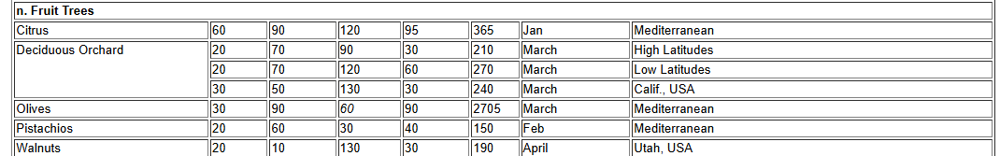 n. Fruit Trees
Citrus 60 90 120 95 365 Jan Mediterranean
Deciduous Orchard 20 70 90 30 210 March High Latitudes
20 70 120 60 270 March Low Latitudes
30 50 130 30 240 March Calif., USA
Olives 30 90 60 90 2705 March Mediterranean
Pistachios 20 60 30 40 150 Feb Mediterranean
Walnuts 20 10 130 30 190 April Utah, USA